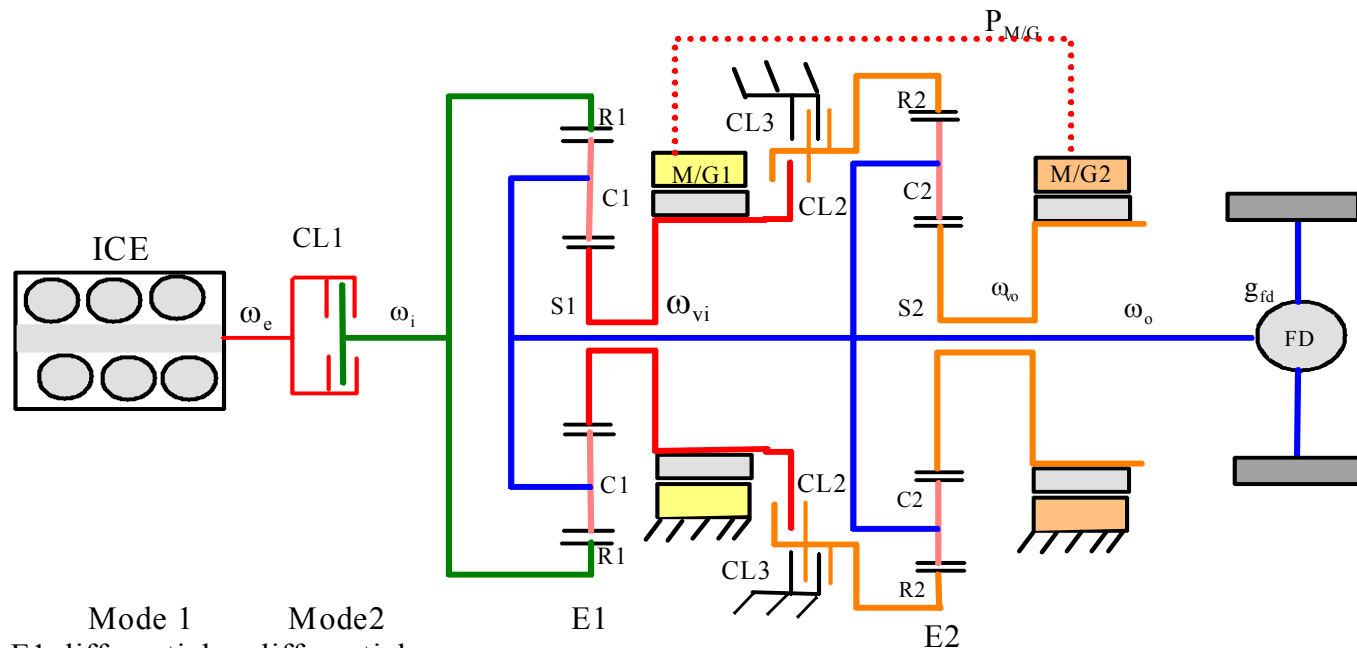 P_M/G
R2
CL3
R1
M/G1
M/G2
C1
C2
CL2
CL1
ICE
ω_e
ω_i
S1
ω_vi
S2
ω_vo
ω_o
g_fd
FD
C1
CL2
C2
R1
CL3
R2
Mode 1
Mode2
E1
E2